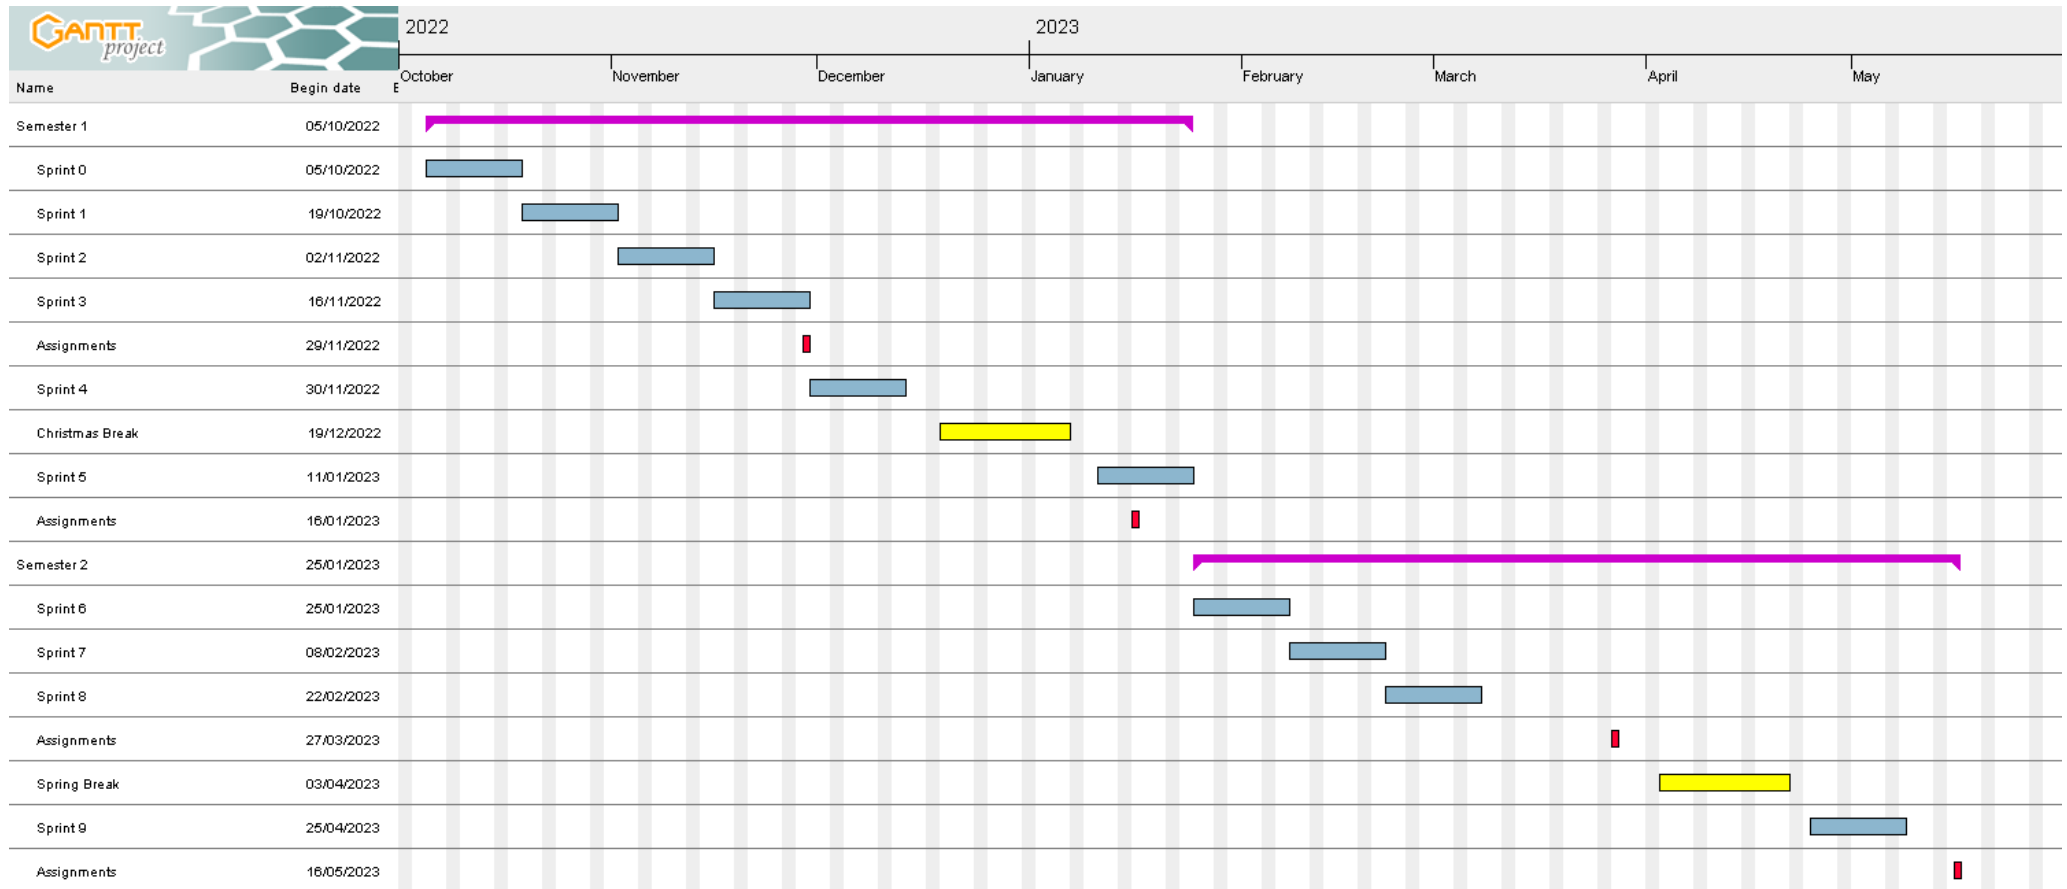 GANTT project
2022 2023
October November December January February March April May
Name Begin date E
Semester 1 05/10/2022
Sprint 0 05/10/2022
Sprint 1 19/10/2022
Sprint 2 02/11/2022
Sprint 3 16/11/2022
Assignments 29/11/2022
Sprint 4 30/11/2022
Christmas Break 19/12/2022
Sprint 5 11/01/2023
Assignments 16/01/2023
Semester 2 25/01/2023
Sprint 6 25/01/2023
Sprint 7 08/02/2023
Sprint 8 22/02/2023
Assignments 27/03/2023
Spring Break 03/04/2023
Sprint 9 25/04/2023
Assignments 16/05/2023